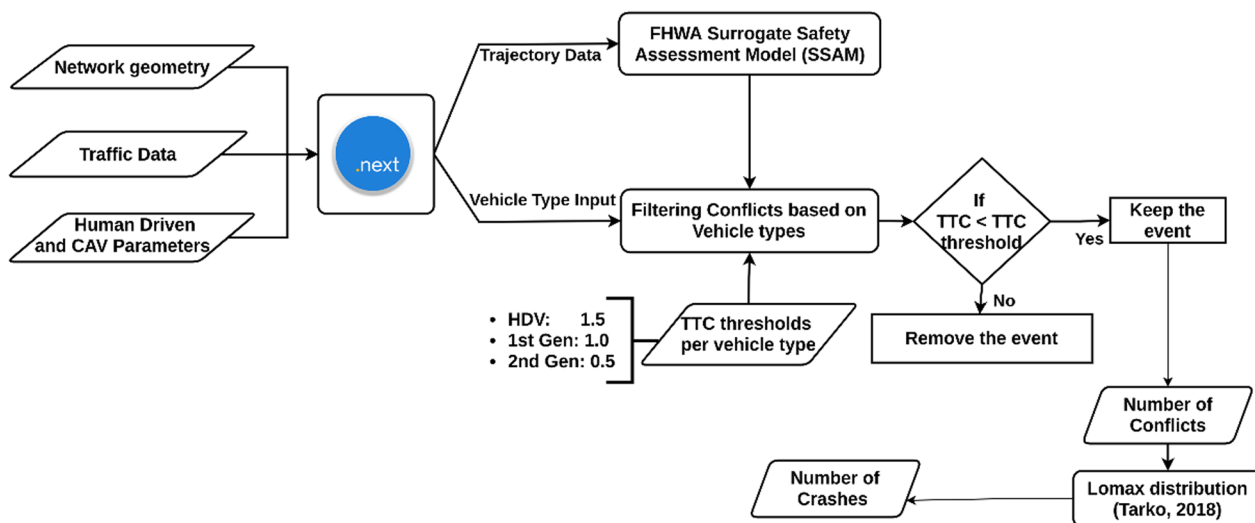 Network geometry
Traffic Data
Human Driven
and CAV Parameters
.next
Trajectory Data
Vehicle Type Input
FHWA Surrogate Safety
Assessment Model (SSAM)
Filtering Conflicts based on
Vehicle types
• HDV: 1.5
• 1st Gen: 1.0
• 2nd Gen: 0.5
TTC thresholds
per vehicle type
If
TTC < TTC
threshold
Yes
No
Keep the
event
Remove the event
Number of
Conflicts
Lomax distribution
(Tarko, 2018)
Number of
Crashes